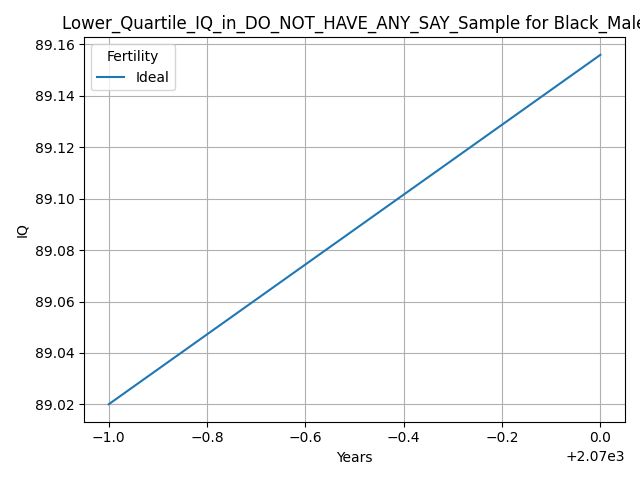 Lower_Quartile_IQ_in_DO_NOT_HAVE_ANY_SAY_Sample for Black_Male
89.16
Fertility
Ideal
89.14
89.12
89.10
IQ
89.08
89.06
89.04
89.02
−1.0 −0.8 −0.6 −0.4 −0.2 0.0
Years
+2.07e3